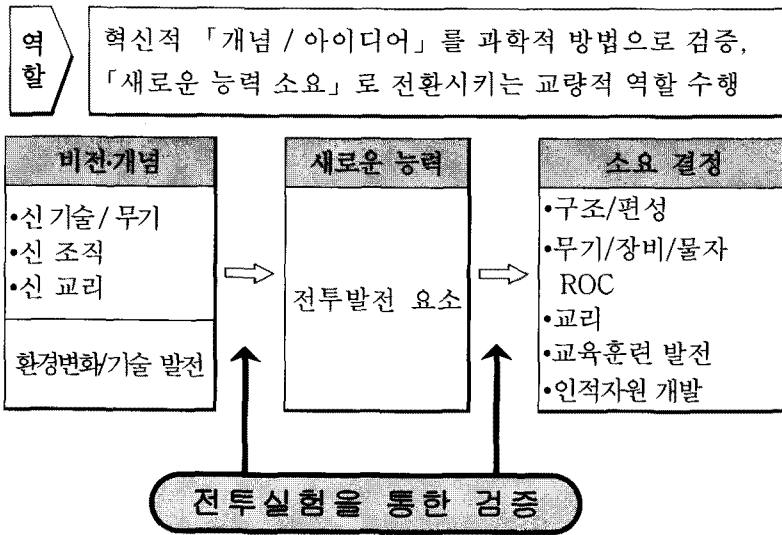 역
할
혁신적 「개념 / 아이디어」를 과학적 방법으로 검증,
「새로운 능력 소요」로 전환시키는 교량적 역할 수행
비전·개념
•신 기술 / 무기
•신 조직
•신 교리
환경변화/기술 발전
새로운 능력
전투발전 요소
소요 결정
•구조/편성
•무기/장비/물자
ROC
•교리
•교육훈련 발전
•인적자원 개발
전투실험을 통한 검증